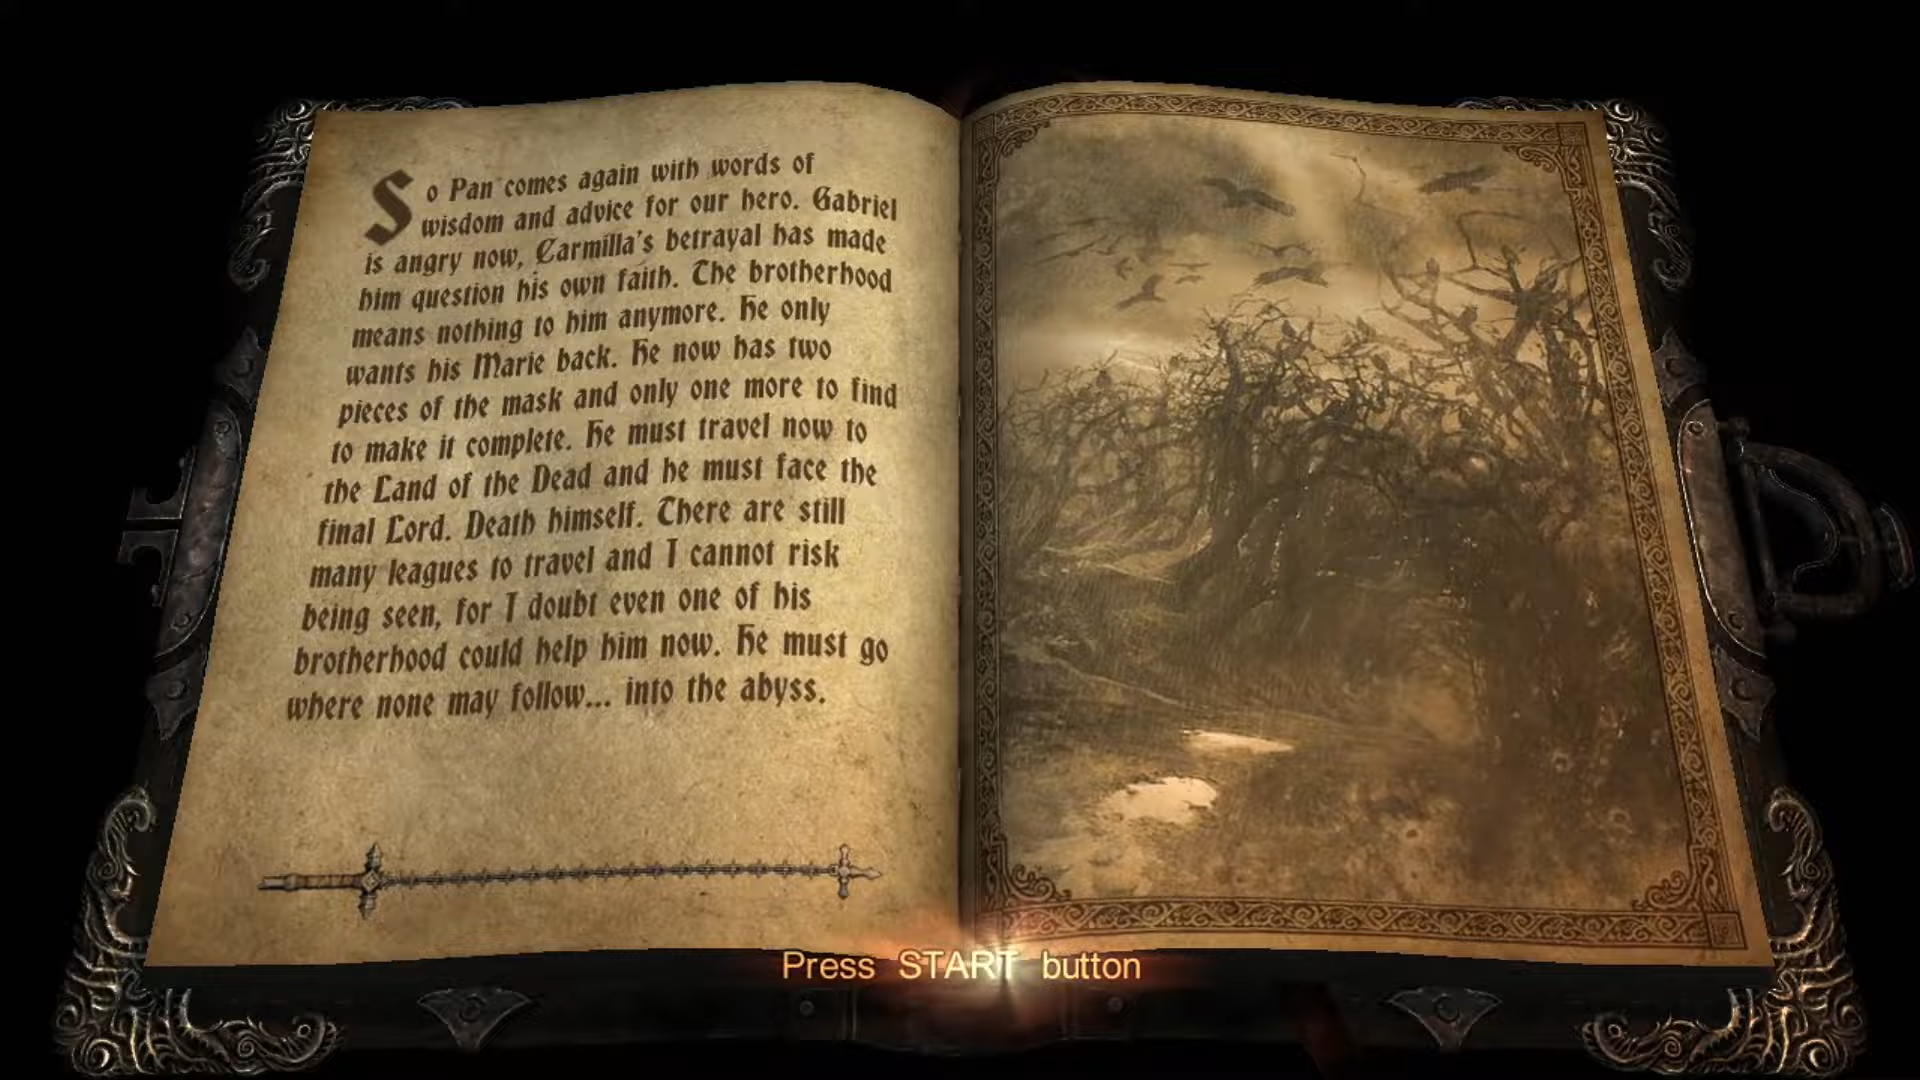 So Pan comes again with words of
wisdom and advice for our hero. Gabriel
is angry now, Carmilla's betrayal has made
him question his own faith. The brotherhood
means nothing to him anymore. He only
wants his Marie back. He now has two
pieces of the mask and only one more to find
to make it complete. He must travel now to
the Land of the Dead and he must face the
final Lord. Death himself. There are still
many leagues to travel and I cannot risk
being seen, for I doubt even one of his
brotherhood could help him now. He must go
where none may follow... into the abyss.
Press START button